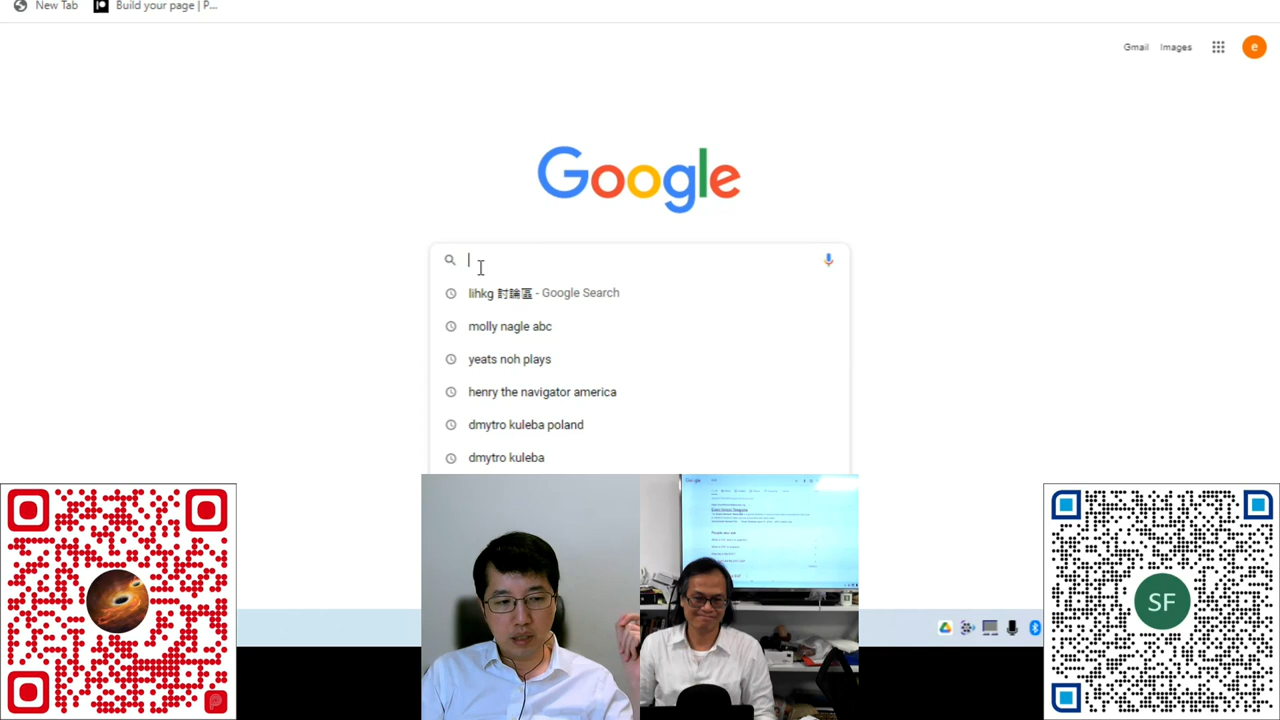 New Tab
Build your page | P...
Gmail
Images
e
Google
lihkg 討論區 - Google Search
molly nagle abc
yeats noh plays
henry the navigator america
dmytro kuleba poland
dmytro kuleba
SF